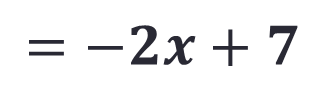 = −2x + 7